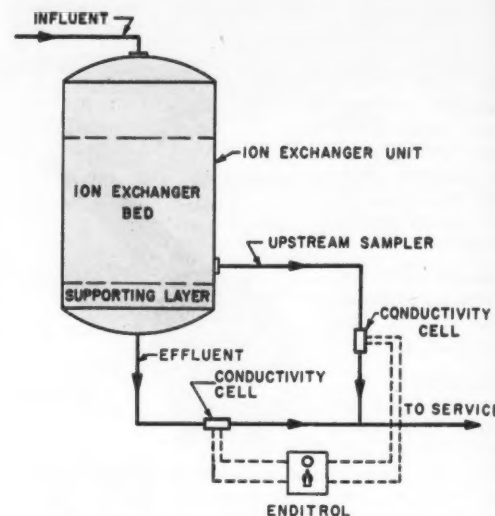 INFLUENT
ION EXCHANGER UNIT
ION EXCHANGER
BED
UPSTREAM SAMPLER
SUPPORTING LAYER
CONDUCTIVITY
CELL
EFFLUENT
CONDUCTIVITY
CELL
TO SERVICE
ENDITROL